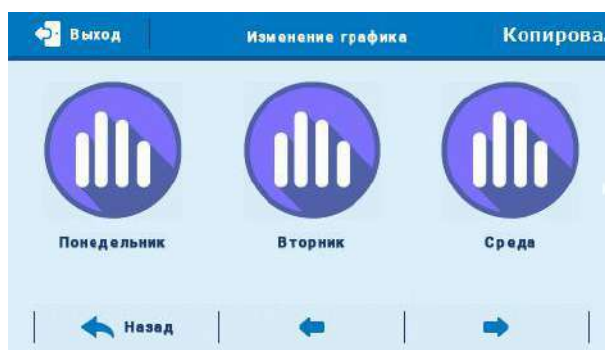 Выход Изменение графика Копирова
Понедельник Вторник Среда
Назад